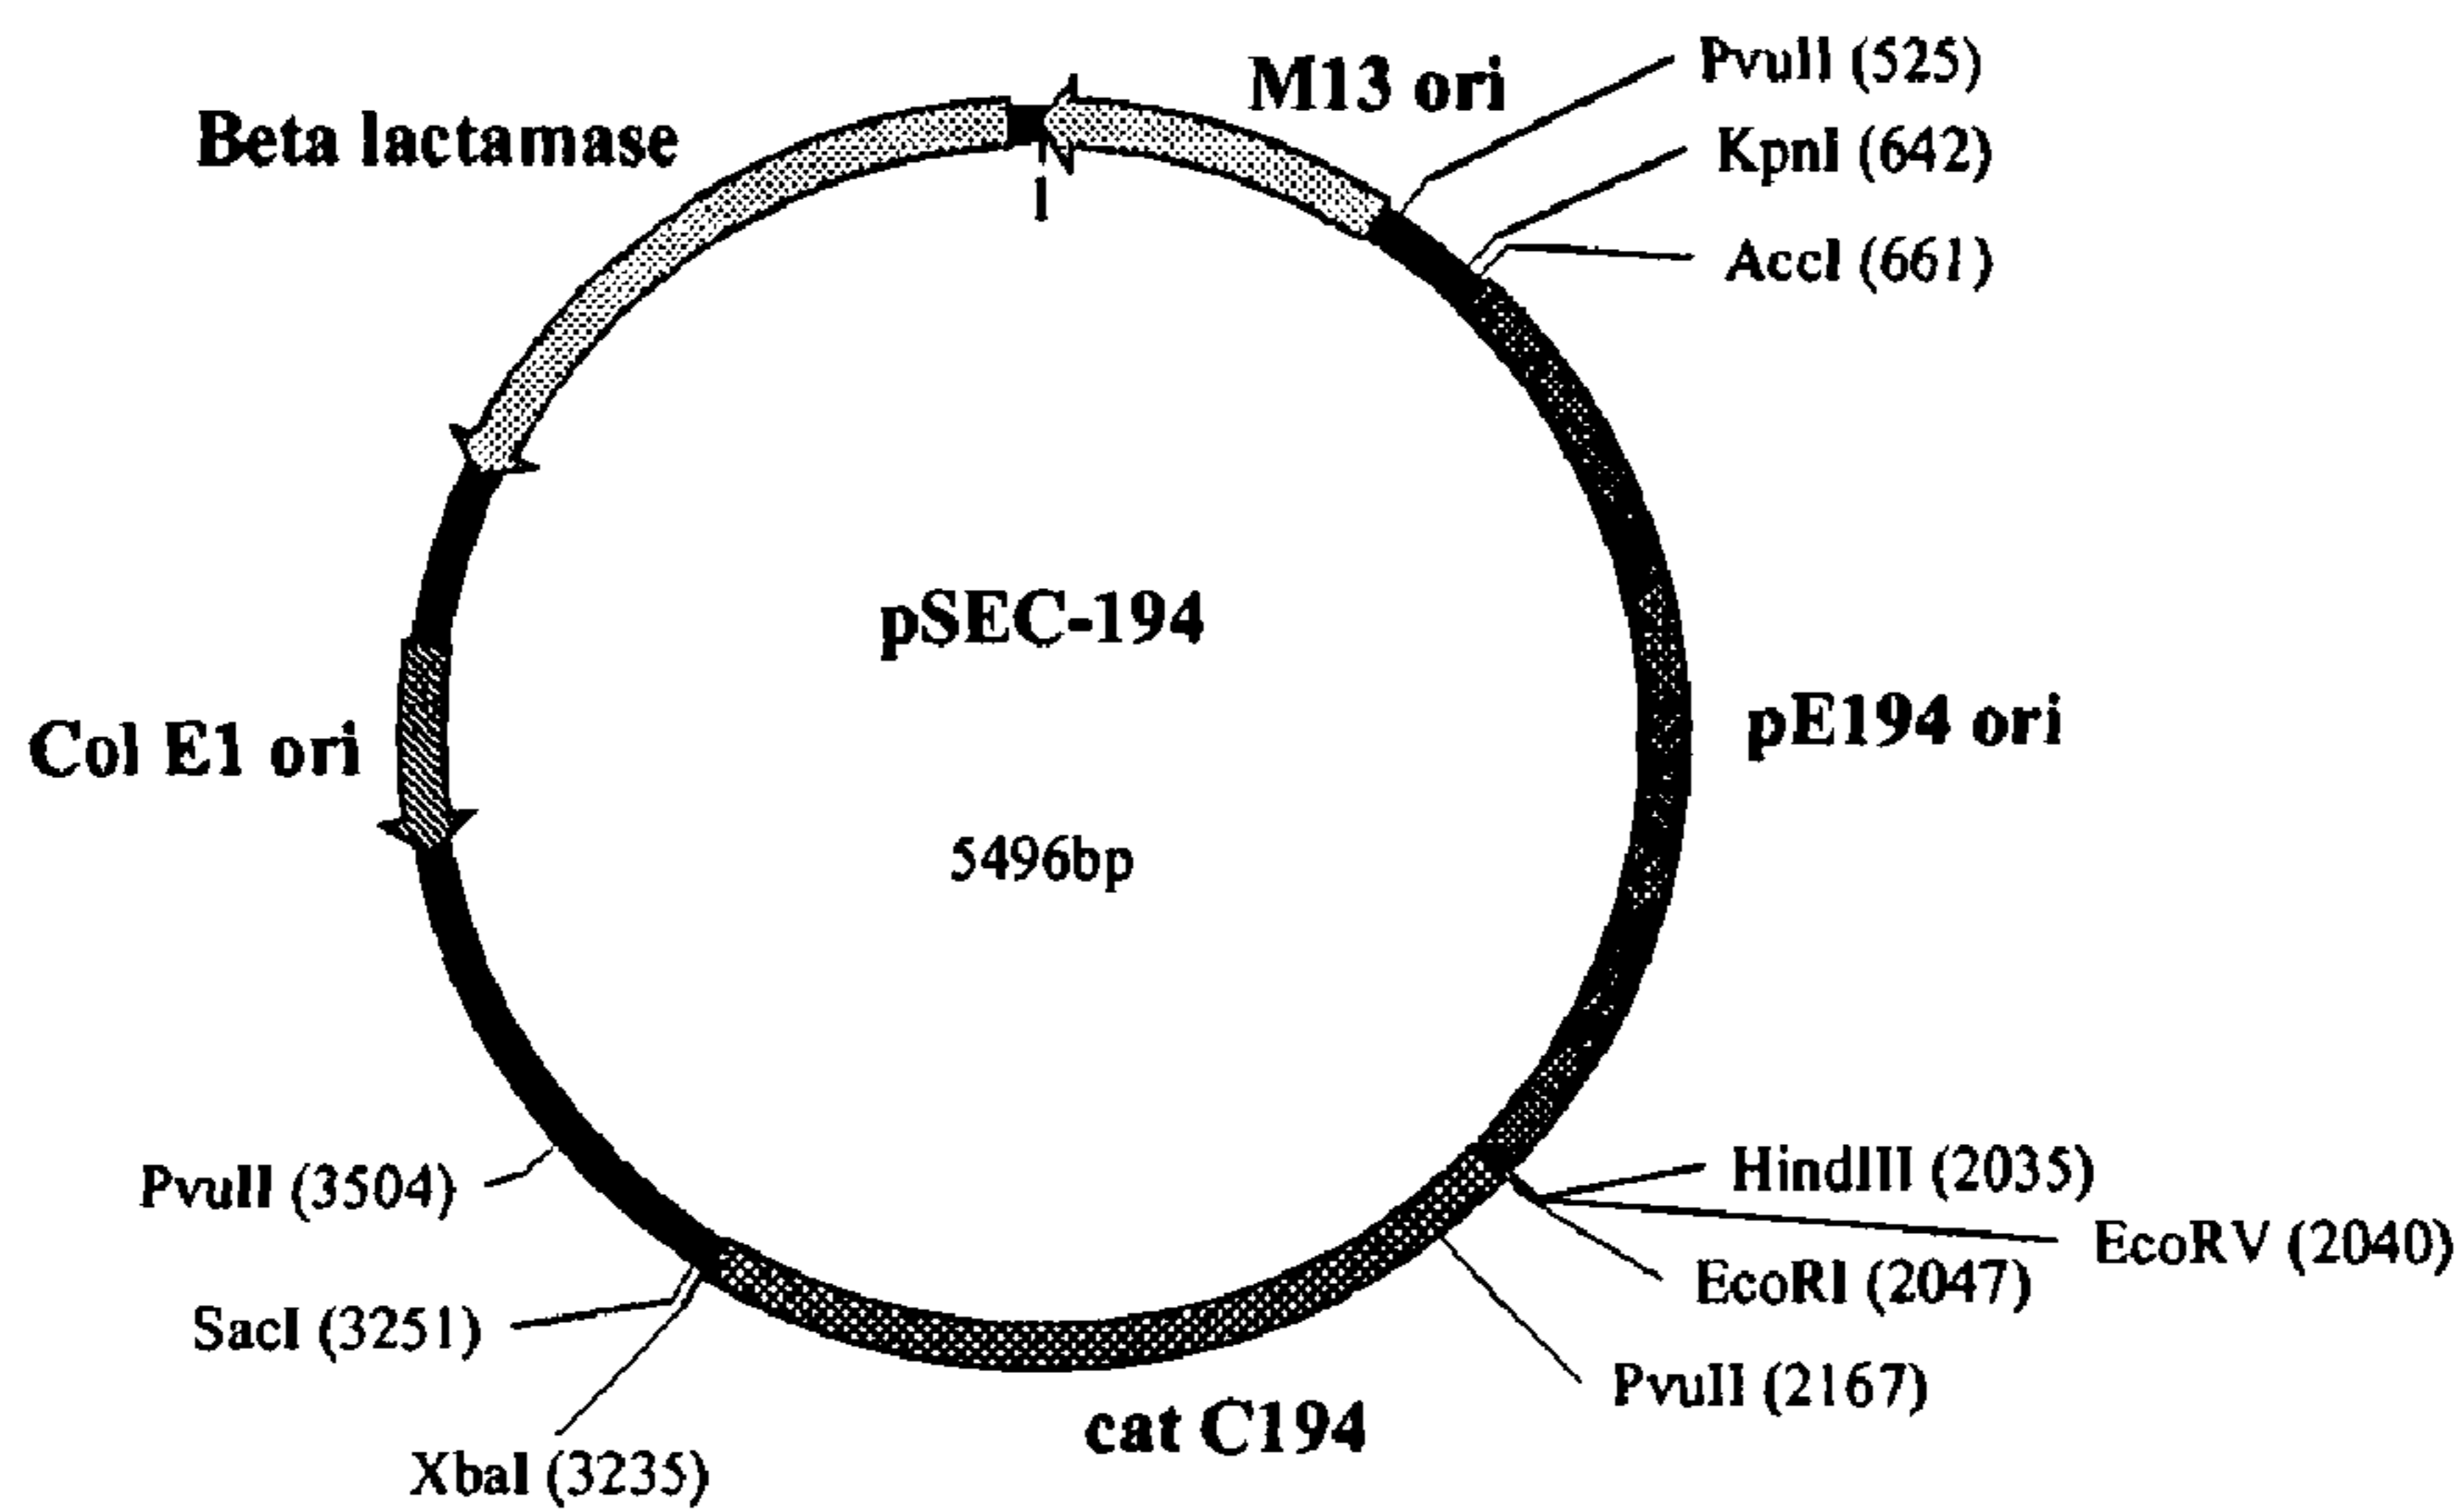 PvuII (525)
M13 ori
Beta lactamase
KpnI (642)
1
AccI (661)
pSEC-194
pE194 ori
Col E1 ori
5496bp
HindIII (2035)
PvuII (3504)
EcoRV (2040)
EcoRI (2047)
SacI (3251)
PvuII (2167)
cat C194
XbaI (3235)